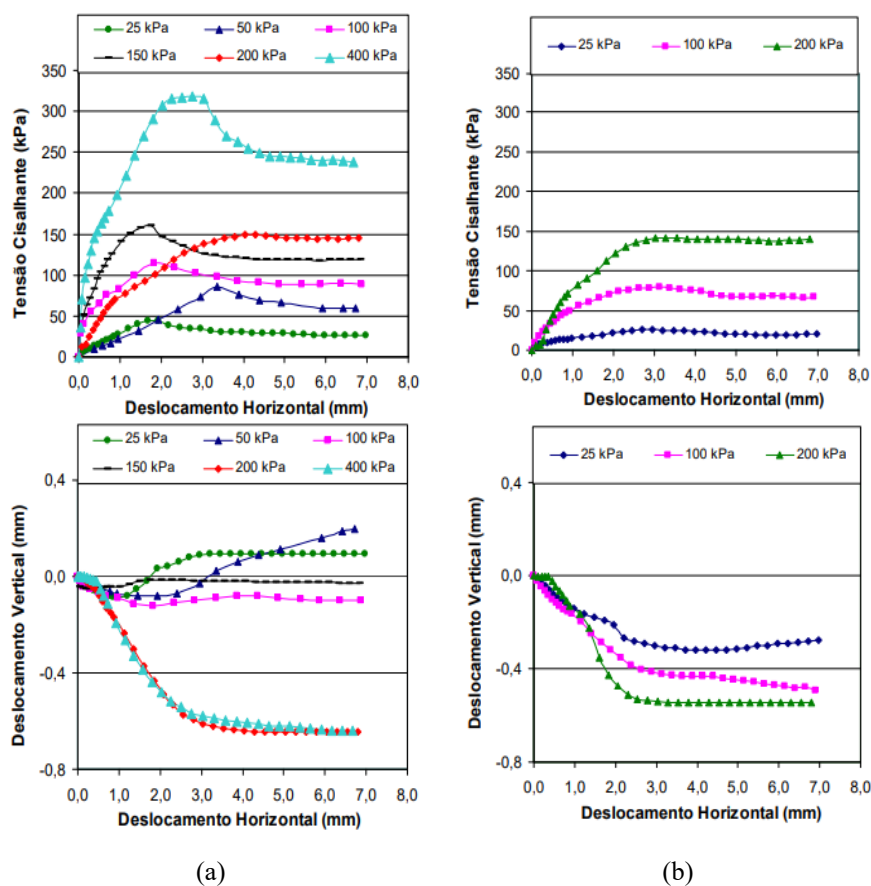 25 kPa 50 kPa 100 kPa
150 kPa 200 kPa 400 kPa
350
300
250
200
150
100
50
0
Tensão Cisalhante (kPa)
0,0 1,0 2,0 3,0 4,0 5,0 6,0 7,0 8,0
Deslocamento Horizontal (mm)
25 kPa 100 kPa 200 kPa
350
300
250
200
150
100
50
0
Tensão Cisalhante (kPa)
0,0 1,0 2,0 3,0 4,0 5,0 6,0 7,0 8,0
Deslocamento Horizontal (mm)
25 kPa 50 kPa 100 kPa
150 kPa 200 kPa 400 kPa
0,4
0,0
-0,4
-0,8
Deslocamento Vertical (mm)
0,0 1,0 2,0 3,0 4,0 5,0 6,0 7,0 8,0
Deslocamento Horizontal (mm)
25 kPa 100 kPa 200 kPa
0,4
0,0
-0,4
-0,8
Deslocamento Vertical (mm)
0,0 1,0 2,0 3,0 4,0 5,0 6,0 7,0 8,0
Deslocamento Horizontal (mm)
(a) (b)